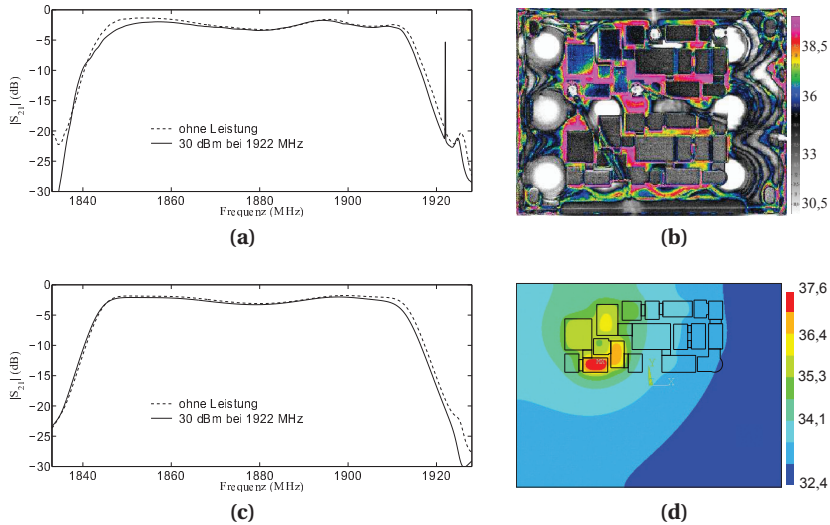 0
−5
−10
−15
−20
−25
−30
|S21| (dB)
ohne Leistung
30 dBm bei 1922 MHz
1840
1860
1880
1900
1920
Frequenz (MHz)
(a)
38,5
36
33
30,5
(b)
0
−5
−10
−15
−20
−25
−30
|S21| (dB)
ohne Leistung
30 dBm bei 1922 MHz
1840
1860
1880
1900
1920
Frequenz (MHz)
(c)
37,6
36,4
35,3
34,1
33,0
32,4
X
(d)